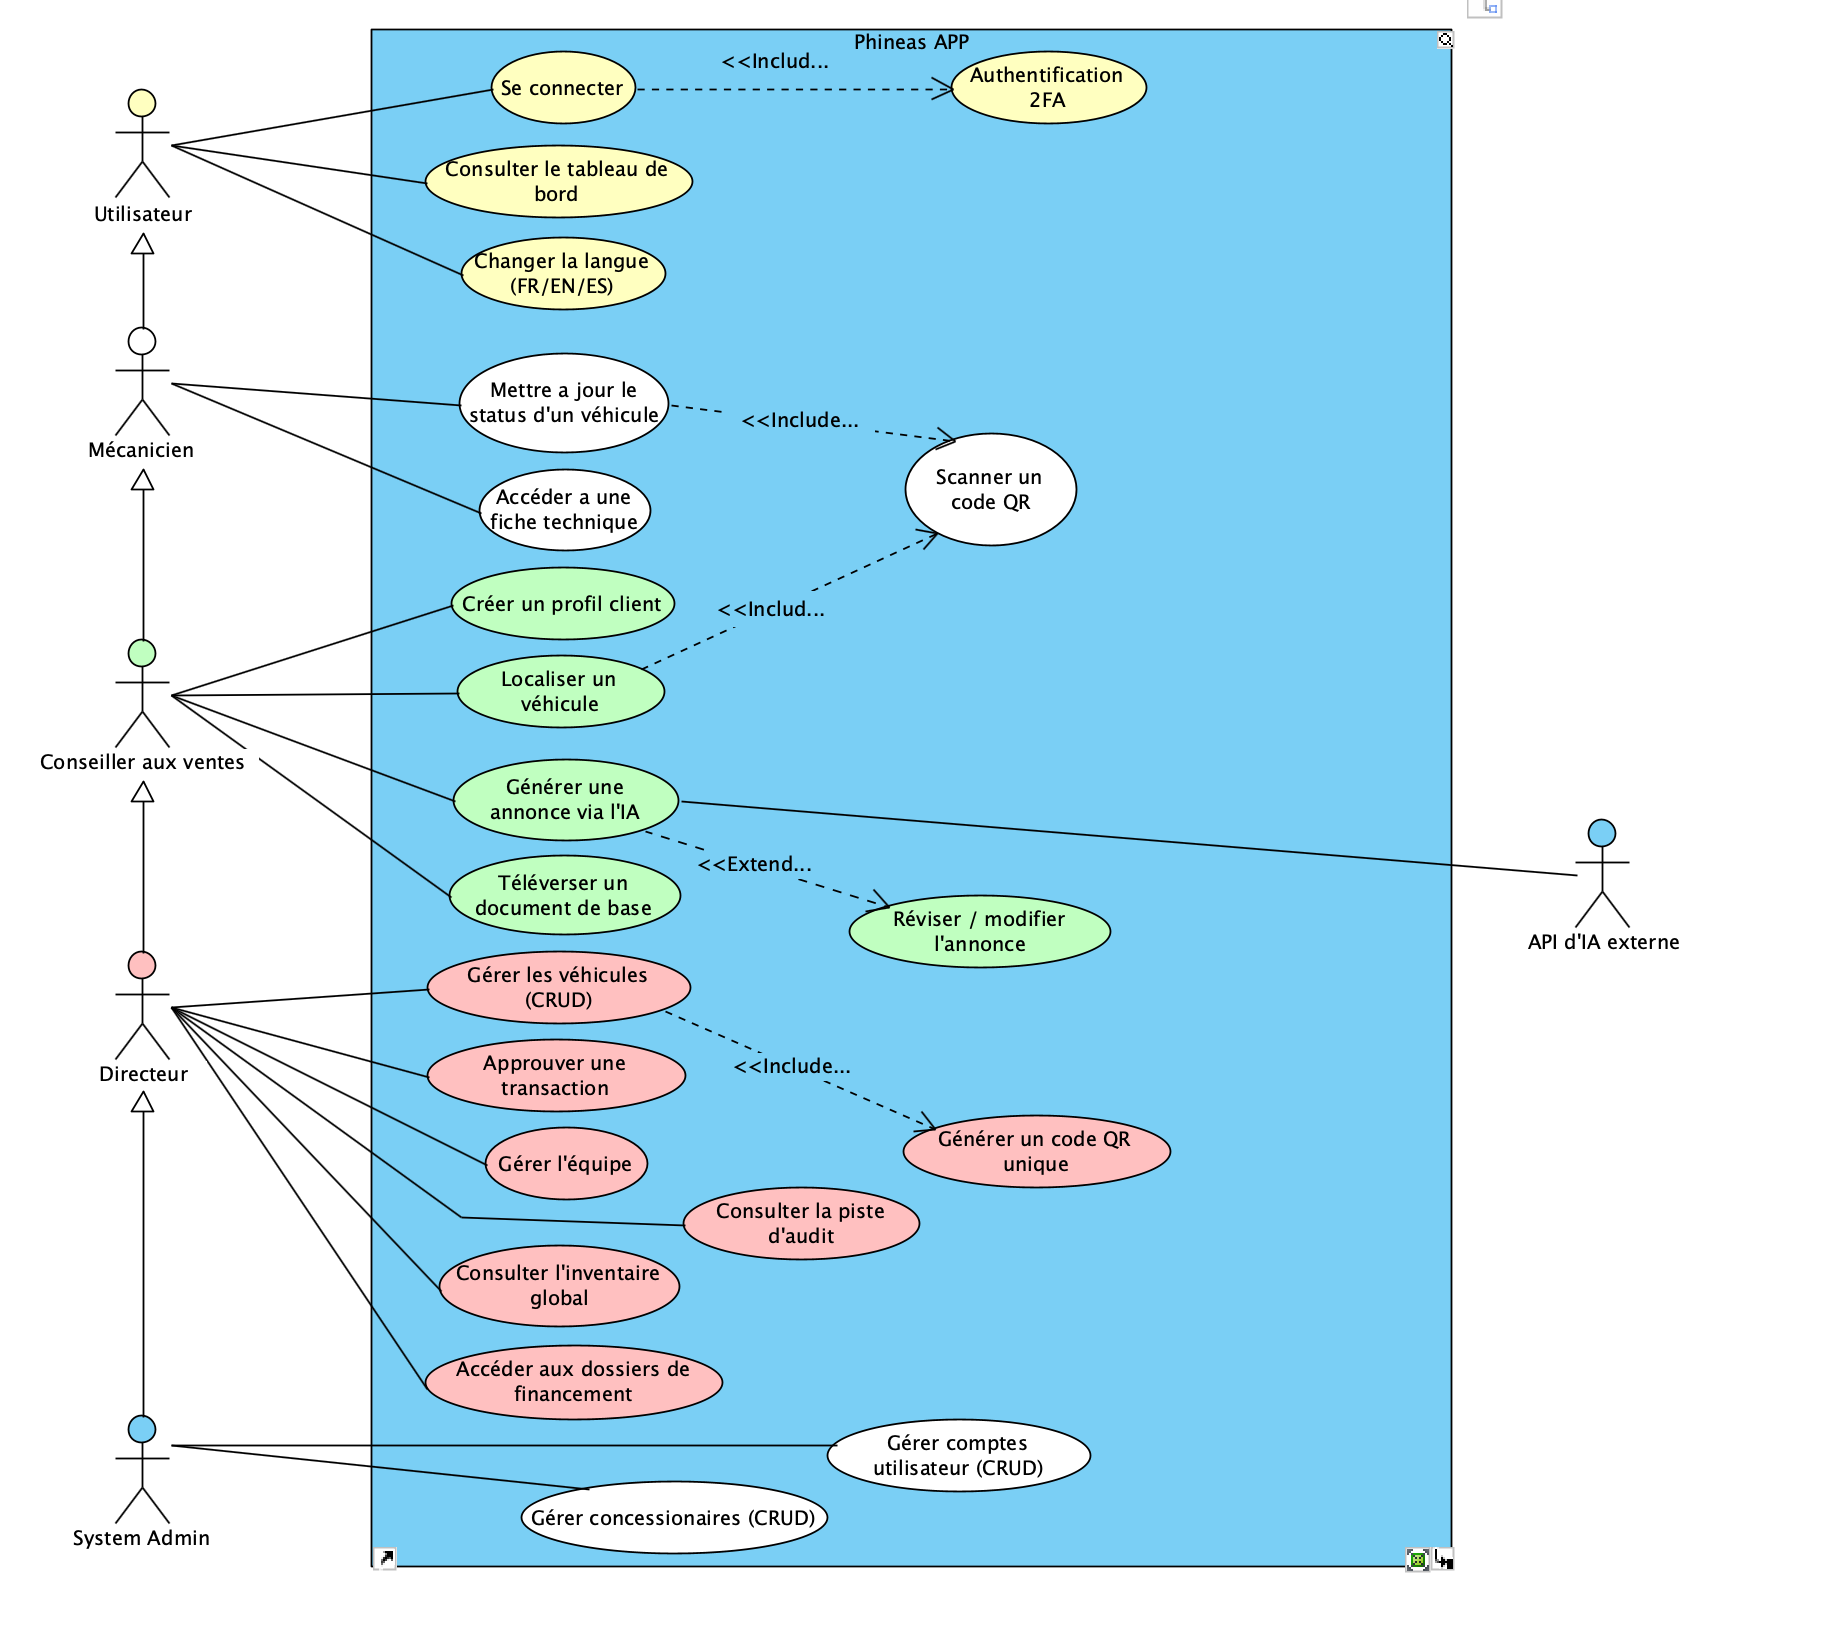 Phineas APP
Se connecter
<<Includ...
Authentification
2FA
Utilisateur
Consulter le tableau de
bord
Changer la langue
(FR/EN/ES)
Mécanicien
Mettre a jour le
status d'un véhicule
<<Include...
Scanner un
code QR
Accéder a une
fiche technique
Créer un profil client
<<Includ...
Localiser un
véhicule
Conseiller aux ventes
Générer une
annonce via l'IA
<<Extend...
Téléverser un
document de base
Réviser / modifier
l'annonce
API d'IA externe
Gérer les véhicules
(CRUD)
Directeur
Approuver une
transaction
<<Include...
Générer un code QR
unique
Gérer l'équipe
Consulter la piste
d'audit
Consulter l'inventaire
global
Accéder aux dossiers de
financement
Gérer comptes
utilisateur (CRUD)
Gérer concessionaires (CRUD)
System Admin